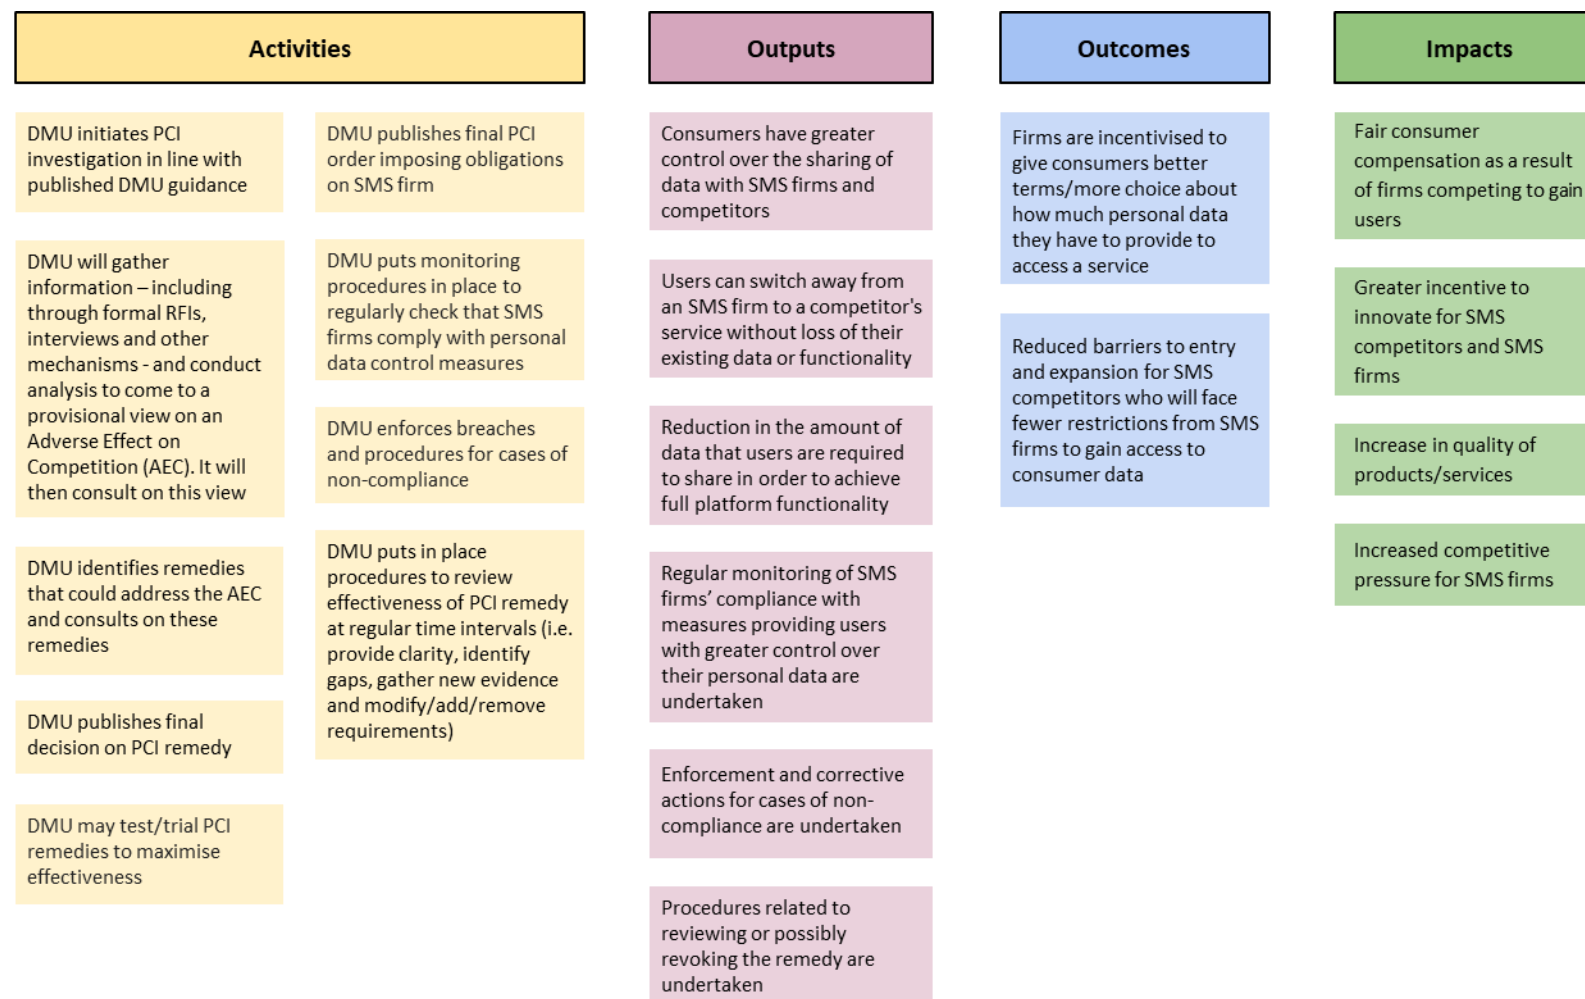 Activities
DMU initiates PCI
investigation in line with
published DMU guidance
DMU will gather
information – including
through formal RFIs,
interviews and other
mechanisms - and conduct
analysis to come to a
provisional view on an
Adverse Effect on
Competition (AEC). It will
then consult on this view
DMU identifies remedies
that could address the AEC
and consults on these
remedies
DMU publishes final
decision on PCI remedy
DMU may test/trial PCI
remedies to maximise
effectiveness
DMU publishes final PCI
order imposing obligations
on SMS firm
DMU puts monitoring
procedures in place to
regularly check that SMS
firms comply with personal
data control measures
DMU enforces breaches
and procedures for cases of
non-compliance
DMU puts in place
procedures to review
effectiveness of PCI remedy
at regular time intervals (i.e.
provide clarity, identify
gaps, gather new evidence
and modify/add/remove
requirements)
Outputs
Consumers have greater
control over the sharing of
data with SMS firms and
competitors
Users can switch away from
an SMS firm to a competitor's
service without loss of their
existing data or functionality
Reduction in the amount of
data that users are required
to share in order to achieve
full platform functionality
Regular monitoring of SMS
firms’ compliance with
measures providing users
with greater control over
their personal data are
undertaken
Enforcement and corrective
actions for cases of non-
compliance are undertaken
Procedures related to
reviewing or possibly
revoking the remedy are
undertaken
Outcomes
Firms are incentivised to
give consumers better
terms/more choice about
how much personal data
they have to provide to
access a service
Reduced barriers to entry
and expansion for SMS
competitors who will face
fewer restrictions from SMS
firms to gain access to
consumer data
Impacts
Fair consumer
compensation as a result
of firms competing to gain
users
Greater incentive to
innovate for SMS
competitors and SMS
firms
Increase in quality of
products/services
Increased competitive
pressure for SMS firms